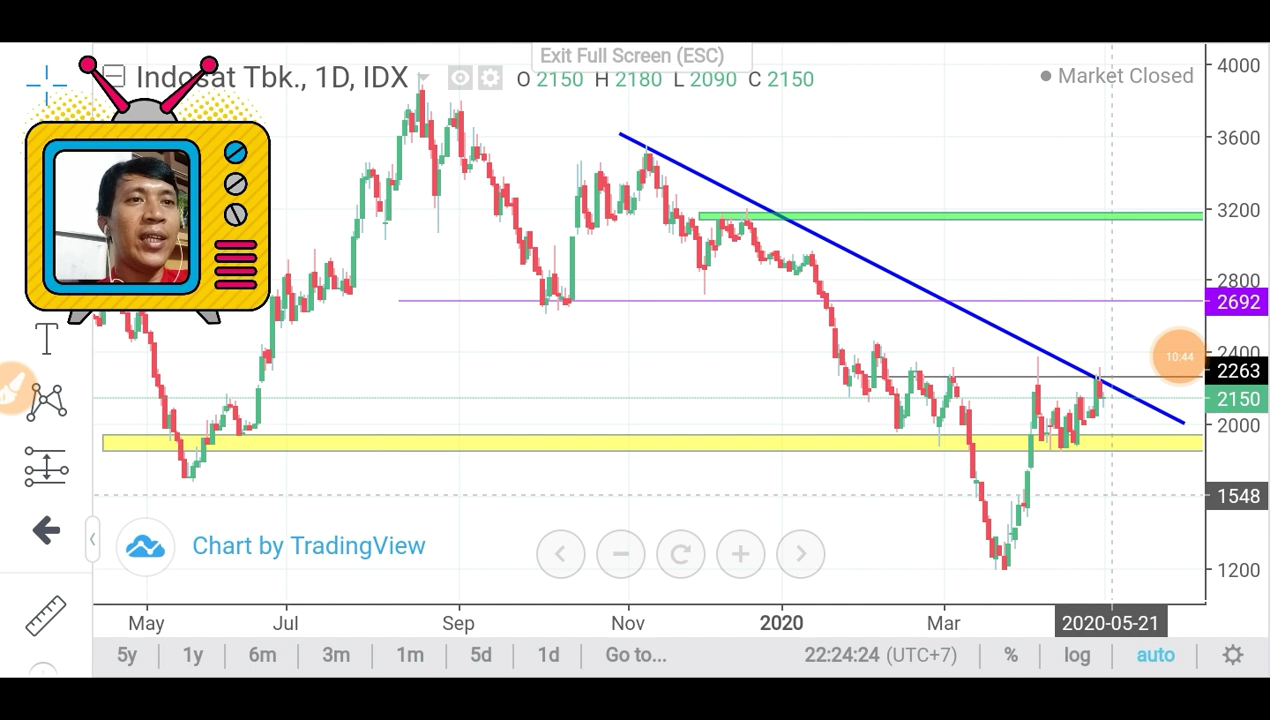 Exit Full Screen (ESC)
Indosat Tbk., 1D, IDX
O 2150 H 2180 L 2090 C 2150
Market Closed
4000
3600
3200
2800
2692
2400
2263
2150
2000
1548
1200
10:44
T
Chart by TradingView
May
Jul
Sep
Nov
2020
Mar
2020-05-21
5y
1y
6m
3m
1m
5d
1d
Go to...
22:24:24 (UTC+7)
%
log
auto